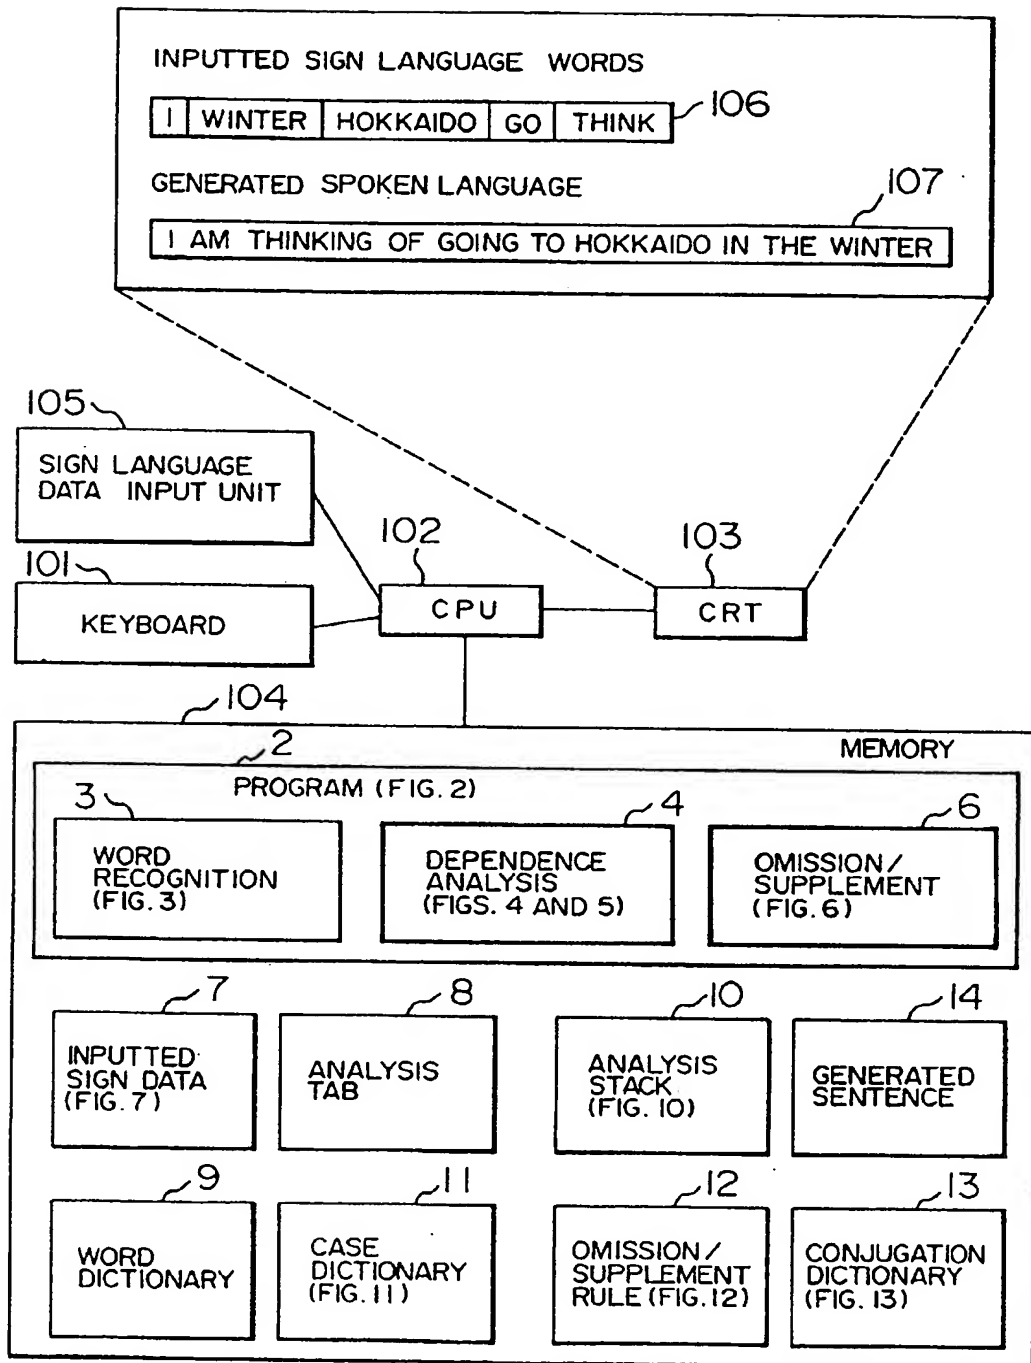 INPUTTED SIGN LANGUAGE WORDS
106
I WINTER HOKKAIDO GO THINK
GENERATED SPOKEN LANGUAGE
107
I AM THINKING OF GOING TO HOKKAIDO IN THE WINTER
105
SIGN LANGUAGE
DATA INPUT UNIT
101
KEYBOARD
102
CPU
103
CRT
104
MEMORY
2
PROGRAM (FIG. 2)
3
WORD
RECOGNITION
(FIG. 3)
4
DEPENDENCE
ANALYSIS
(FIGS. 4 AND 5)
6
OMISSION/
SUPPLEMENT
(FIG. 6)
7
INPUTTED
SIGN DATA
(FIG. 7)
8
ANALYSIS
TAB
10
ANALYSIS
STACK
(FIG. 10)
14
GENERATED
SENTENCE
9
WORD
DICTIONARY
11
CASE
DICTIONARY
(FIG. 11)
12
OMISSION/
SUPPLEMENT
RULE (FIG. 12)
13
CONJUGATION
DICTIONARY
(FIG. 13)